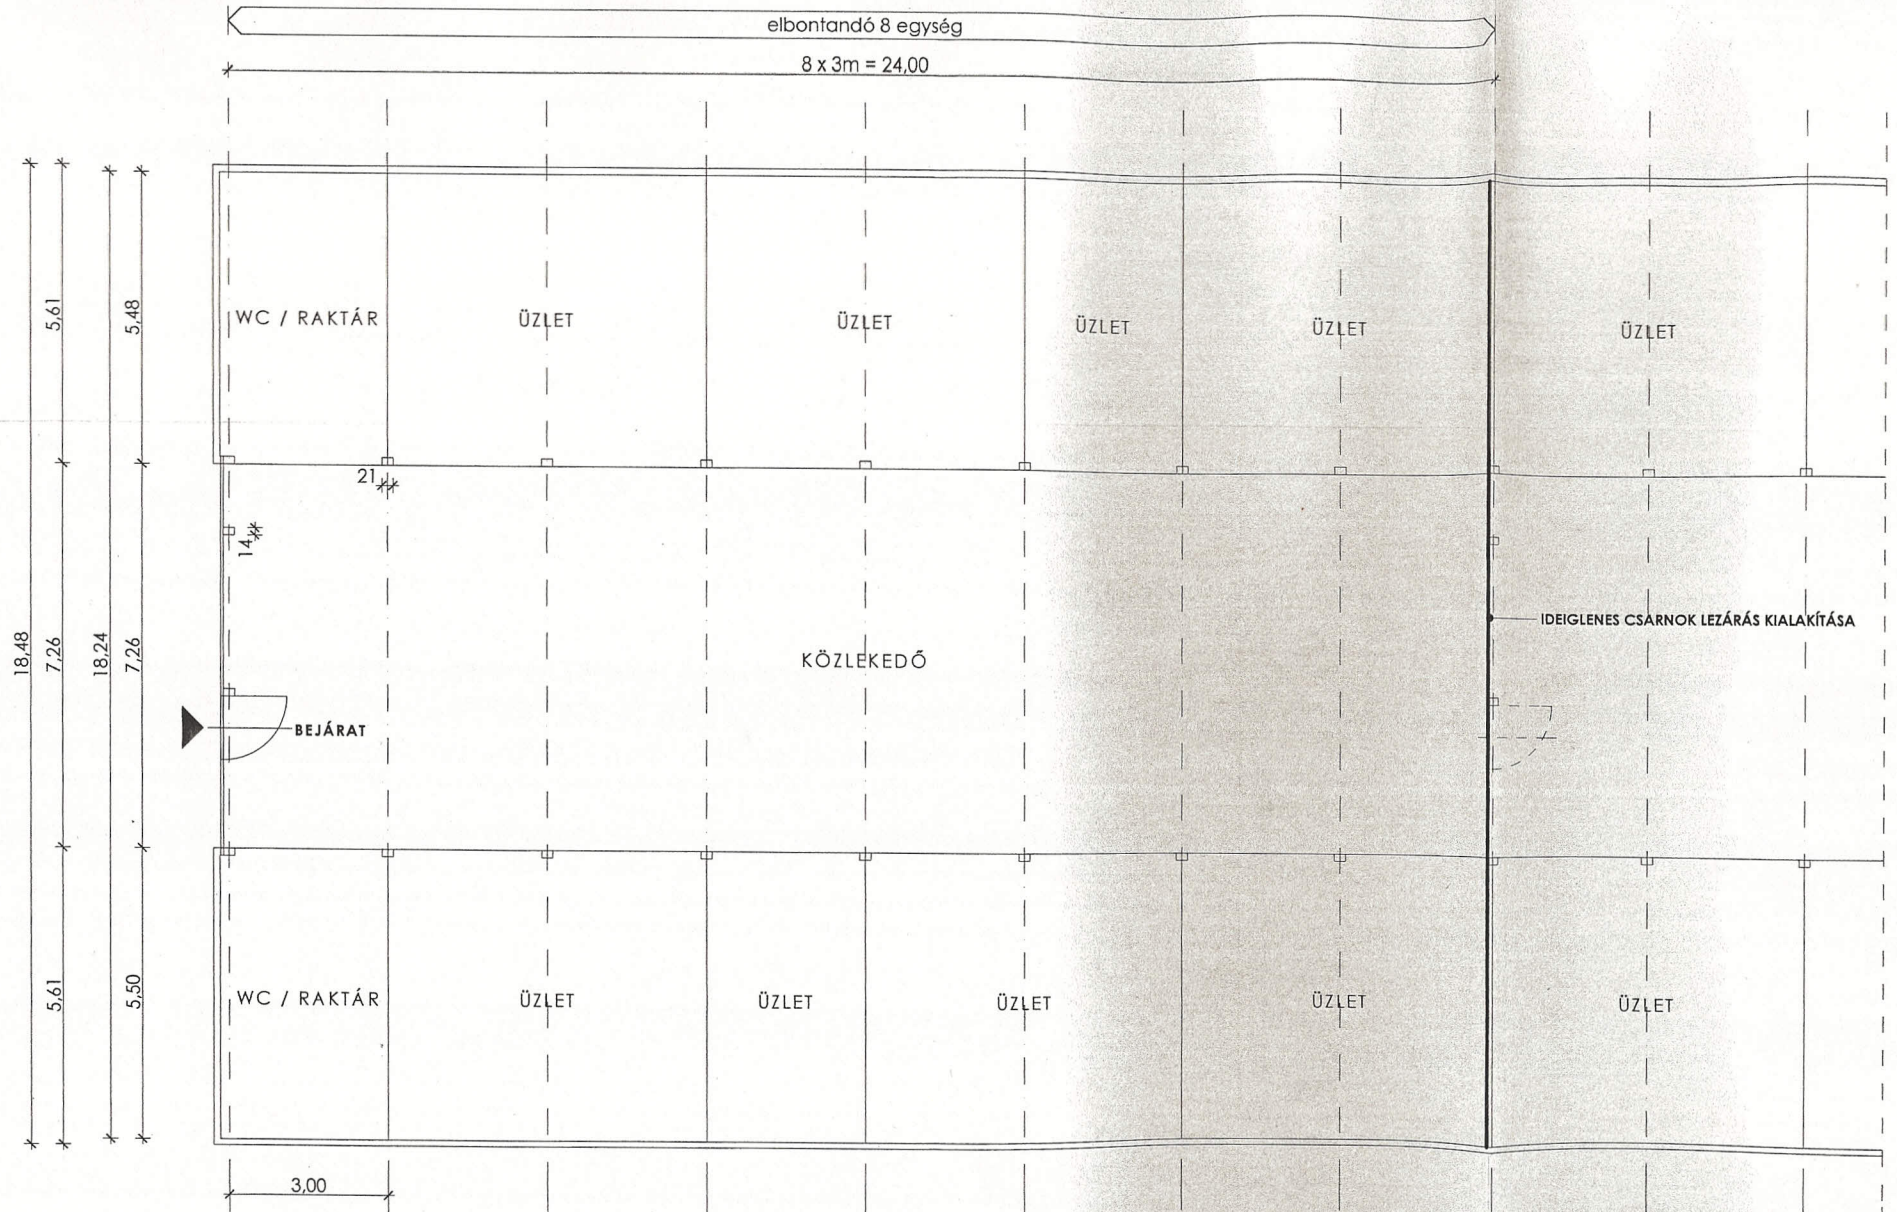 elbontandó 8 egység
8 x 3m = 24,00
5,61
5,48
WC / RAKTÁR
ÜZLET
ÜZLET
ÜZLET
ÜZLET
ÜZLET
21
14
18,48
7,26
18,24
7,26
IDEIGLENES CSARNOK LEZÁRÁS KIALAKÍTÁSA
KÖZLEKEDŐ
BEJÁRAT
5,61
5,50
WC / RAKTÁR
ÜZLET
ÜZLET
ÜZLET
ÜZLET
ÜZLET
3,00